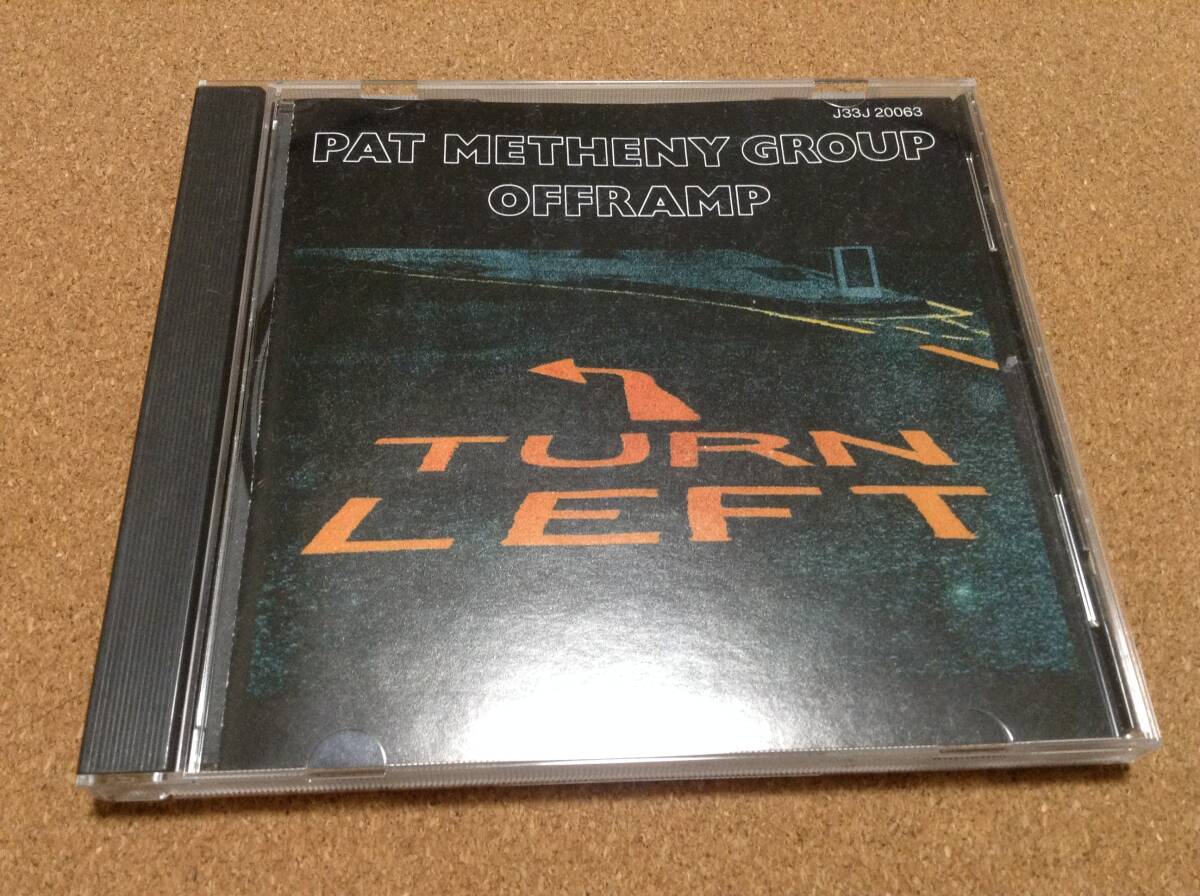 J33J 20063
PAT METHENY GROUP
OFFRAMP
TURN
LEFT